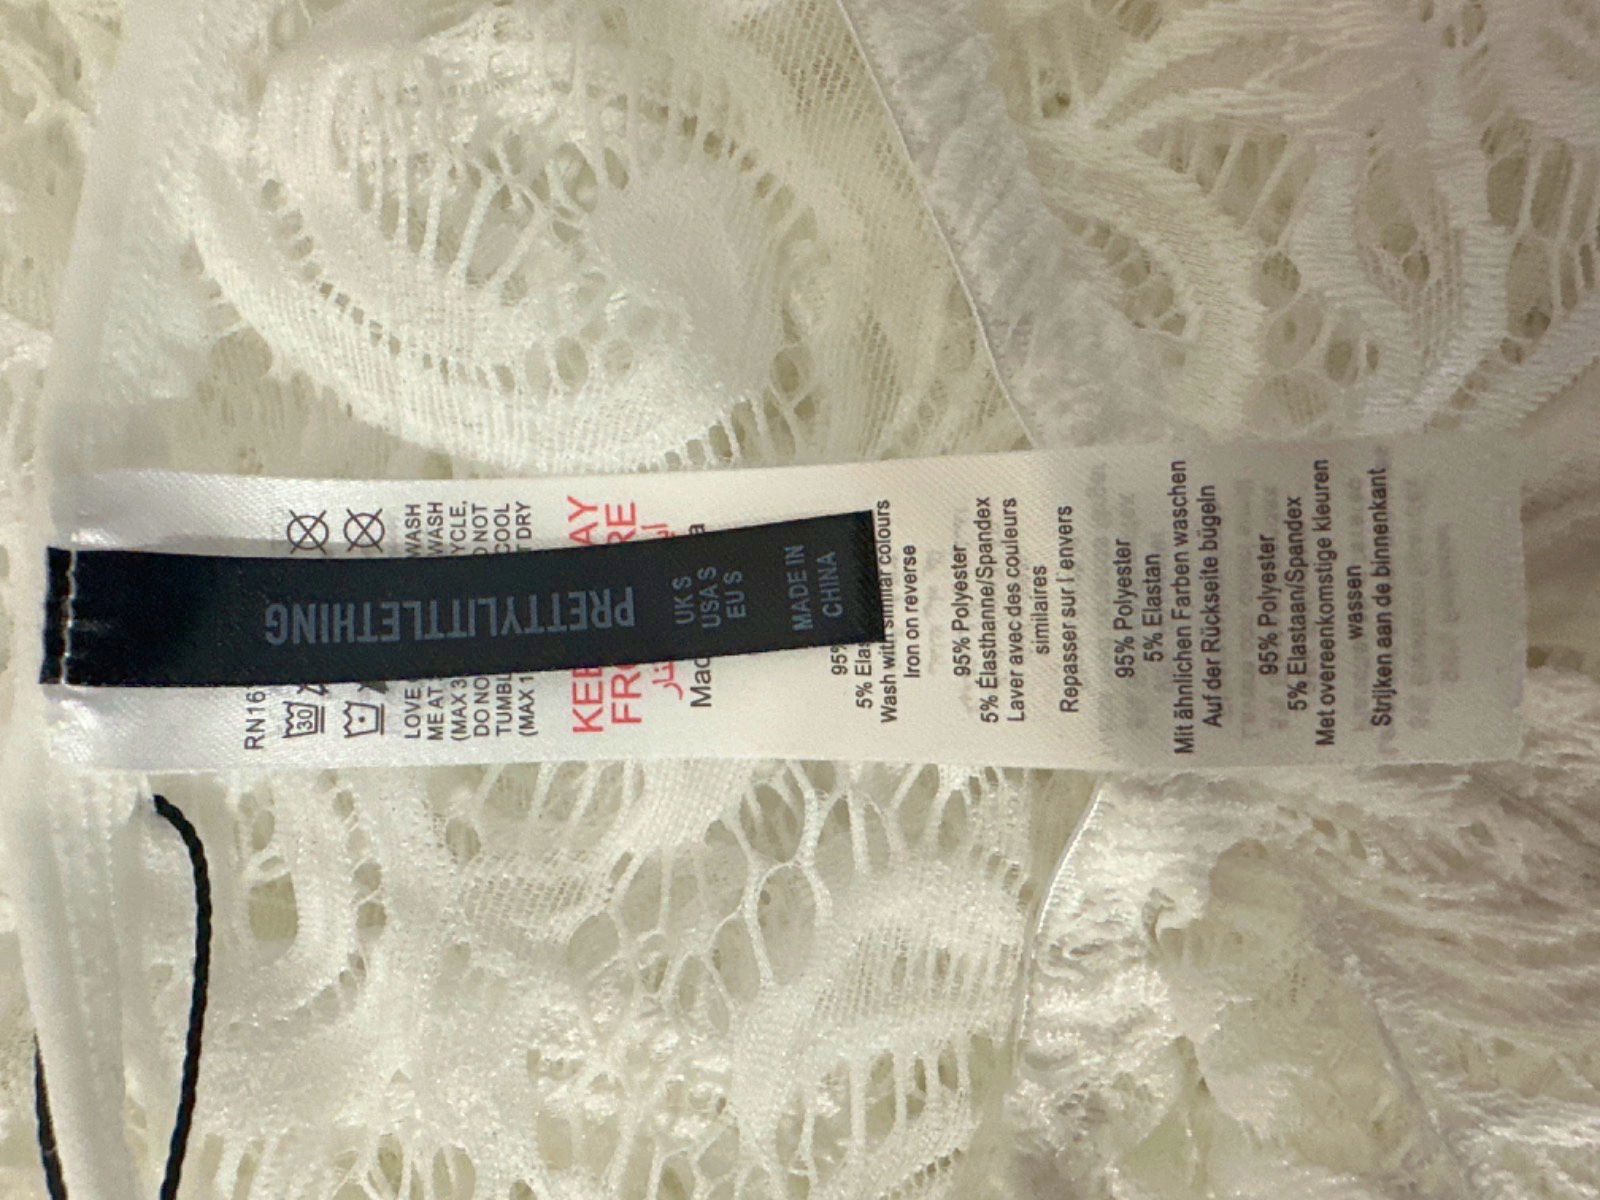 PRETTYLITTLETHING
UK S
USA S
EU S
MADE IN
CHINA
RN16
30
LOVE WASH
ME AT WASH
(MAX 3 YCLE.
DO NO NOT
TUMBL COOL
(MAX 1 DRY
KEE AY
FRO RE
Mad a
95%
5% Elas
Wash with similar colours
Iron on reverse
95% Polyester
5% Élasthanne/Spandex
Laver avec des couleurs
similaires
Repasser sur l'envers
95% Polyester
5% Elastan
Mit ähnlichen Farben waschen
Auf der Rückseite bügeln
95% Polyester
5% Elastaan/Spandex
Met overeenkomstige kleuren
wassen
Strijken aan de binnenkant